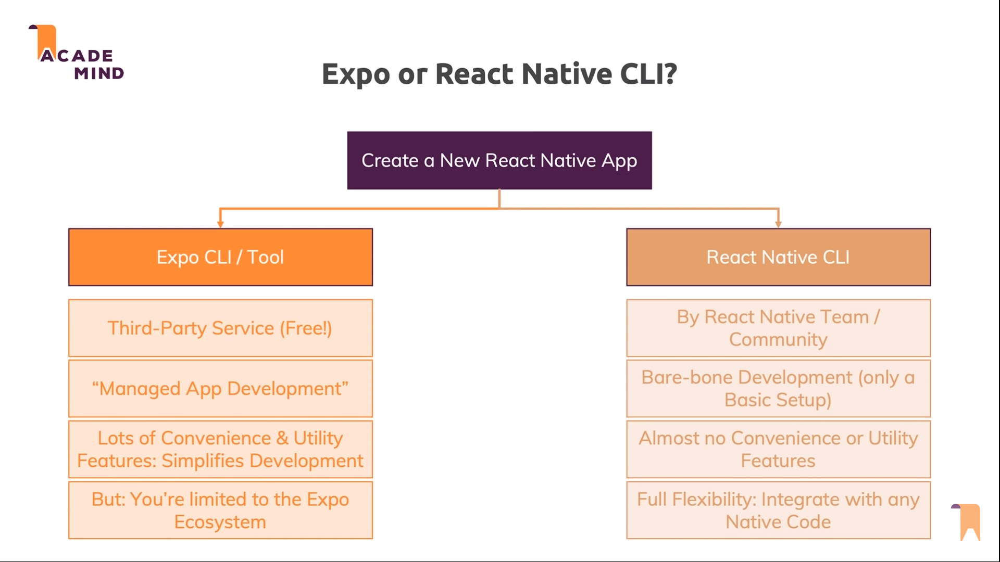 ACADE
MIND
Expo or React Native CLI?
Create a New React Native App
Expo CLI / Tool
Third-Party Service (Free!)
“Managed App Development”
Lots of Convenience & Utility
Features: Simplifies Development
But: You’re limited to the Expo
Ecosystem
React Native CLI
By React Native Team /
Community
Bare-bone Development (only a
Basic Setup)
Almost no Convenience or Utility
Features
Full Flexibility: Integrate with any
Native Code